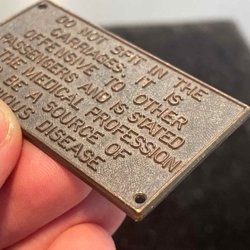 DO NOT SPIT IN THE
CARRIAGES. IT IS
OFFENSIVE TO OTHER
PASSENGERS AND IS STATED
THE MEDICAL PROFESSION
BE A SOURCE OF
DISEASE